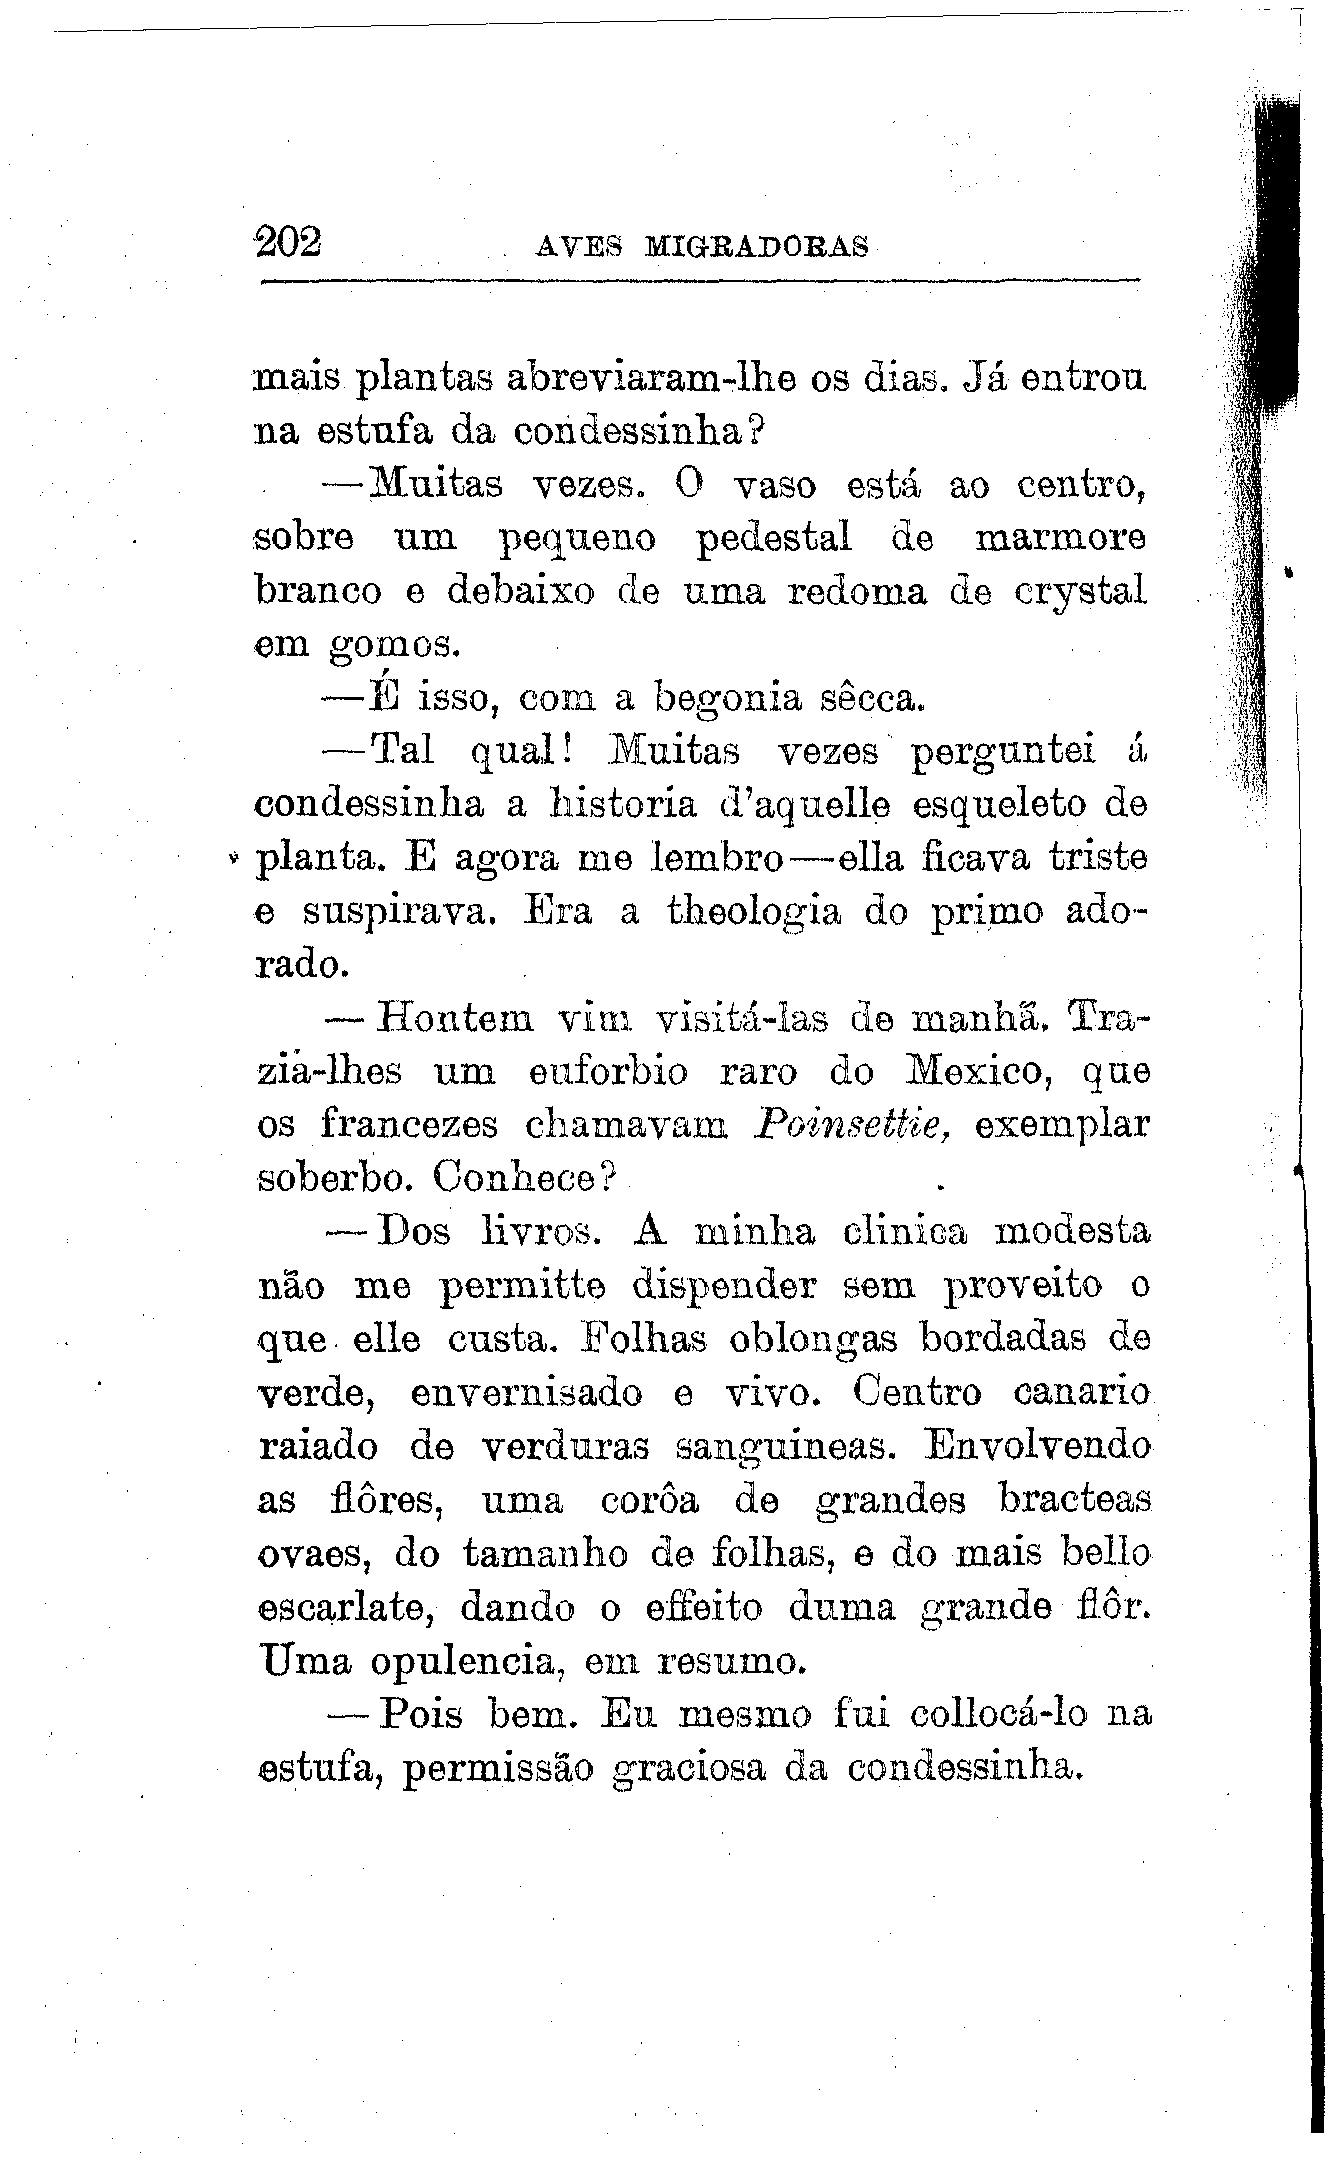 202 AVES MIGRADORAS
mais plantas abreviaram-lhe os dias. Já entrou
na estufa da condessinha?
—Muitas vezes. O vaso está ao centro,
sobre um pequeno pedestal de marmore
branco e debaixo de uma redoma de crystal
em gomos.
—É isso, com a begonia sêcca.
—Tal qual! Muitas vezes perguntei á
condessinha a historia d'aquelle esqueleto de
planta. E agora me lembro—ella ficava triste
e suspirava. Era a theologia do primo ado-
rado.
— Hontem vim visitá-las de manhã. Tra-
zia-lhes um euforbio raro do Mexico, que
os francezes chamavam Poinsettie, exemplar
soberbo. Conhece?
— Dos livros. A minha clinica modesta
não me permitte dispender sem proveito o
que elle custa. Folhas oblongas bordadas de
verde, envernisado e vivo. Centro canario
raiado de verduras sanguineas. Envolvendo
as flôres, uma corôa de grandes bracteas
ovaes, do tamanho de folhas, e do mais bello
escarlate, dando o effeito duma grande flôr.
Uma opulencia, em resumo.
— Pois bem. Eu mesmo fui collocá-lo na
estufa, permissão graciosa da condessinha.